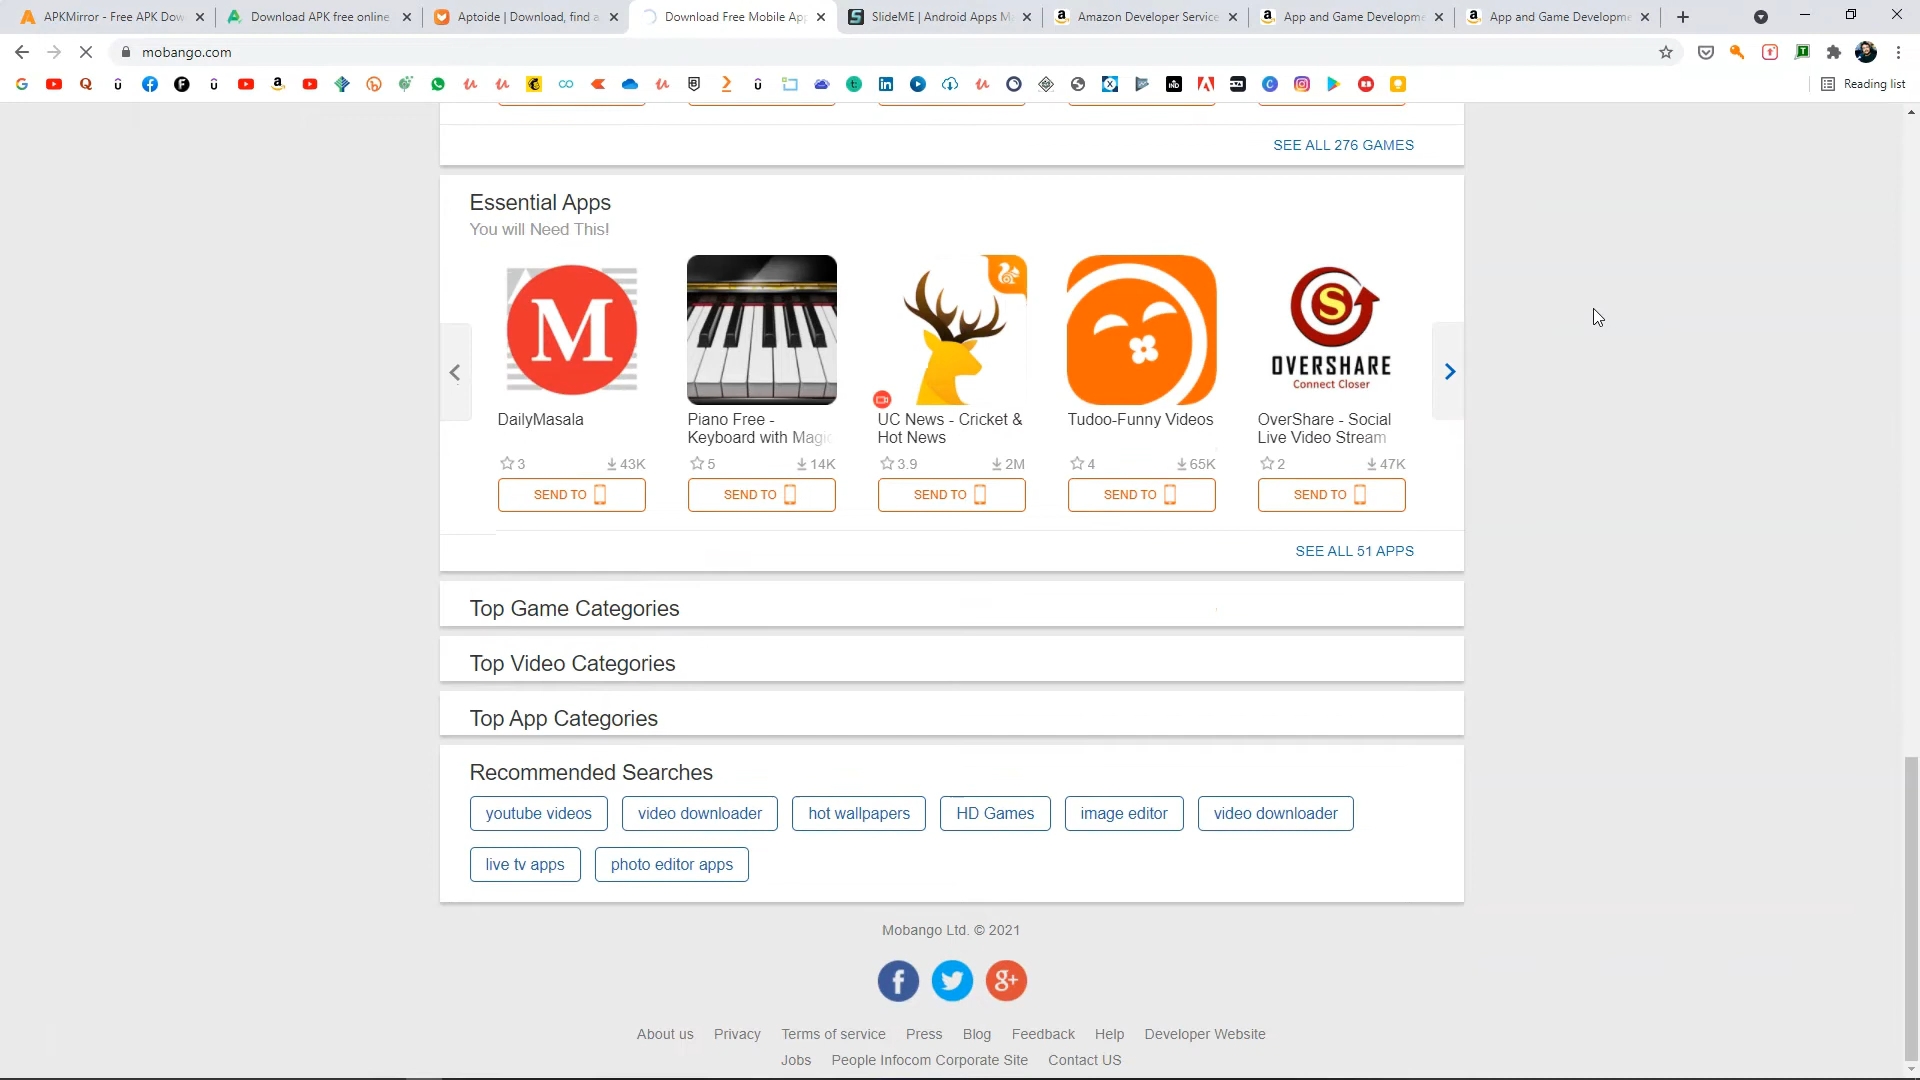 APKMirror - Free APK Dow
Download APK free online
Aptoide | Download, find a
Download Free Mobile App
SlideME | Android Apps M
Amazon Developer Service
App and Game Developme
App and Game Developme
mobango.com
Reading list
SEE ALL 276 GAMES
Essential Apps
You will Need This!
M
S
OVERSHARE
Connect Closer
DailyMasala
Piano Free -
Keyboard with Magic
UC News - Cricket &
Hot News
Tudoo-Funny Videos
OverShare - Social
Live Video Stream
3 43K
5 14K
3.9 2M
4 65K
2 47K
SEND TO
SEND TO
SEND TO
SEND TO
SEND TO
SEE ALL 51 APPS
Top Game Categories
Top Video Categories
Top App Categories
Recommended Searches
youtube videos
video downloader
hot wallpapers
HD Games
image editor
video downloader
live tv apps
photo editor apps
Mobango Ltd. © 2021
f
g+
About us Privacy Terms of service Press Blog Feedback Help Developer Website
Jobs People Infocom Corporate Site Contact US